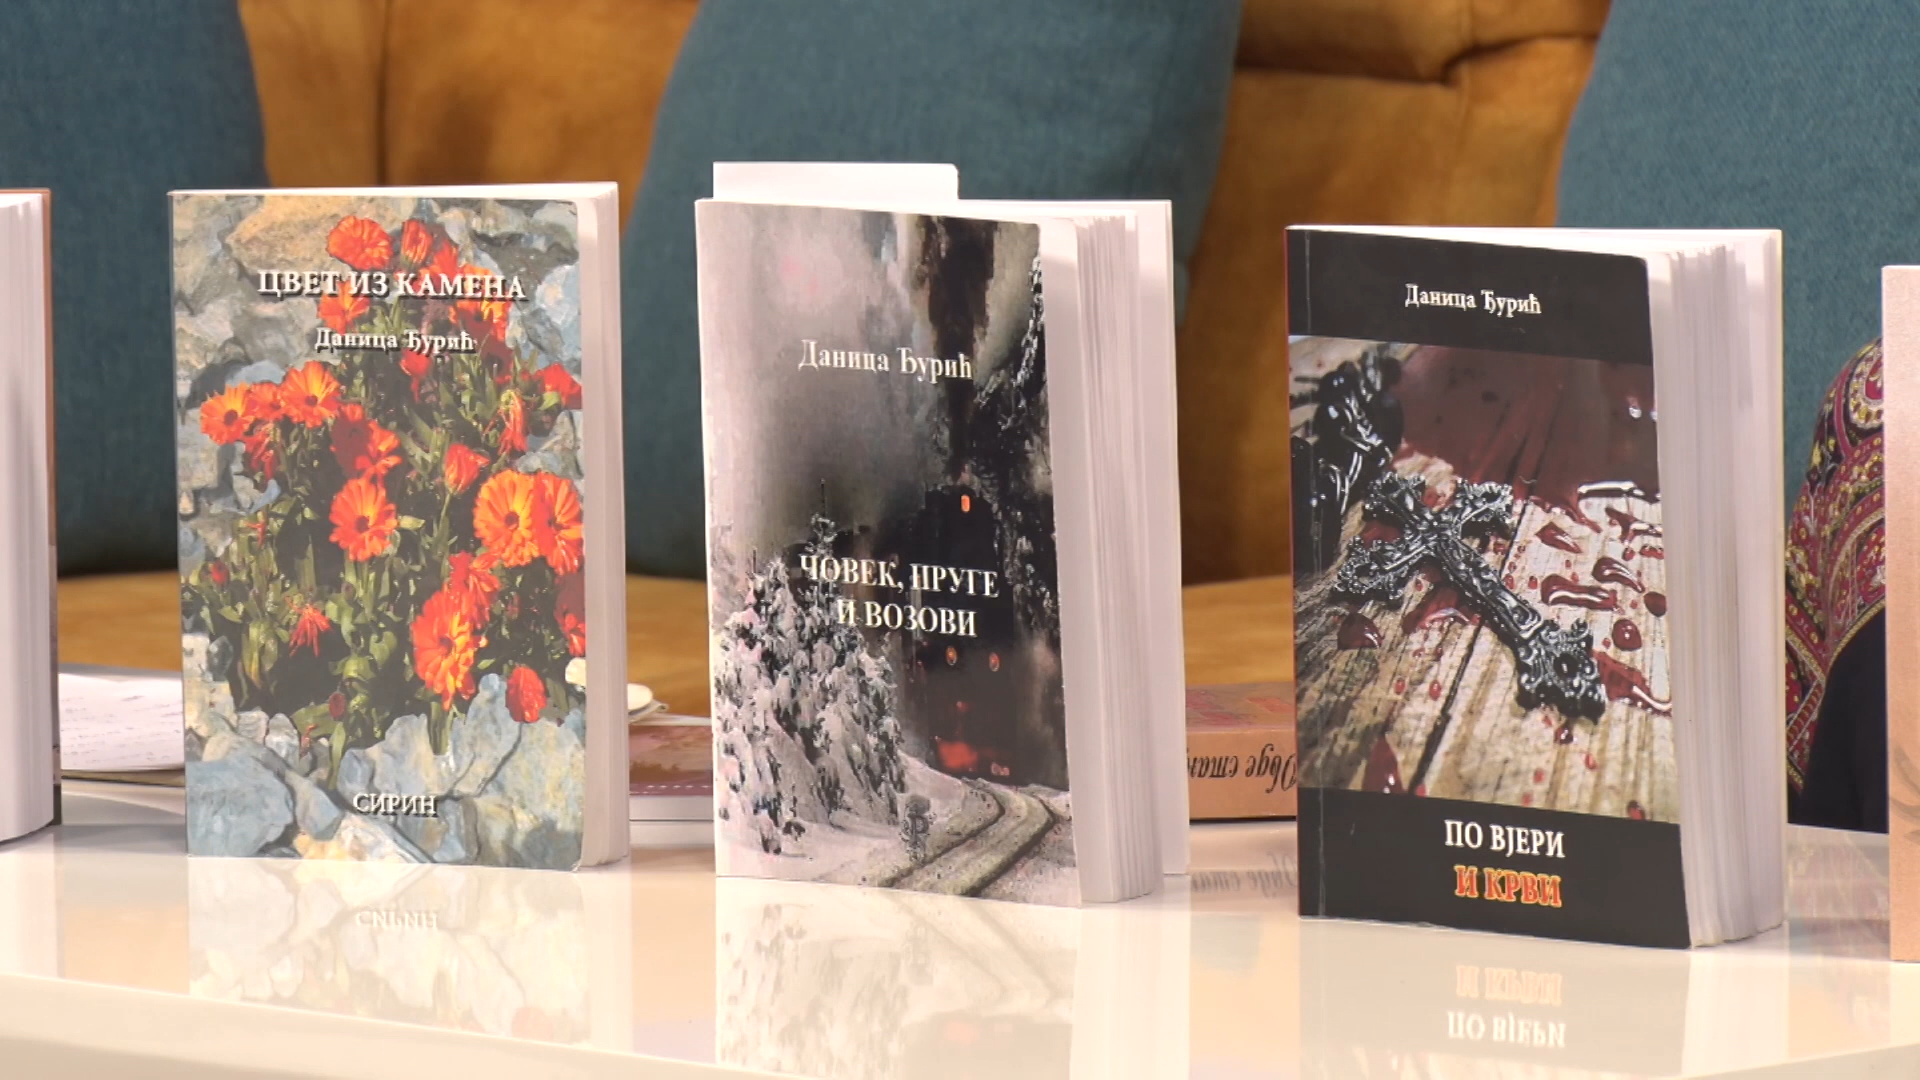 ЦВЕТ ИЗ КАМЕНА
Даница Ђурић
СИРИН
Даница Ђурић
ЧОВЕК, ПРУГЕ
И ВОЗОВИ
Даница Ђурић
ПО ВЈЕРИ
И КРВИ